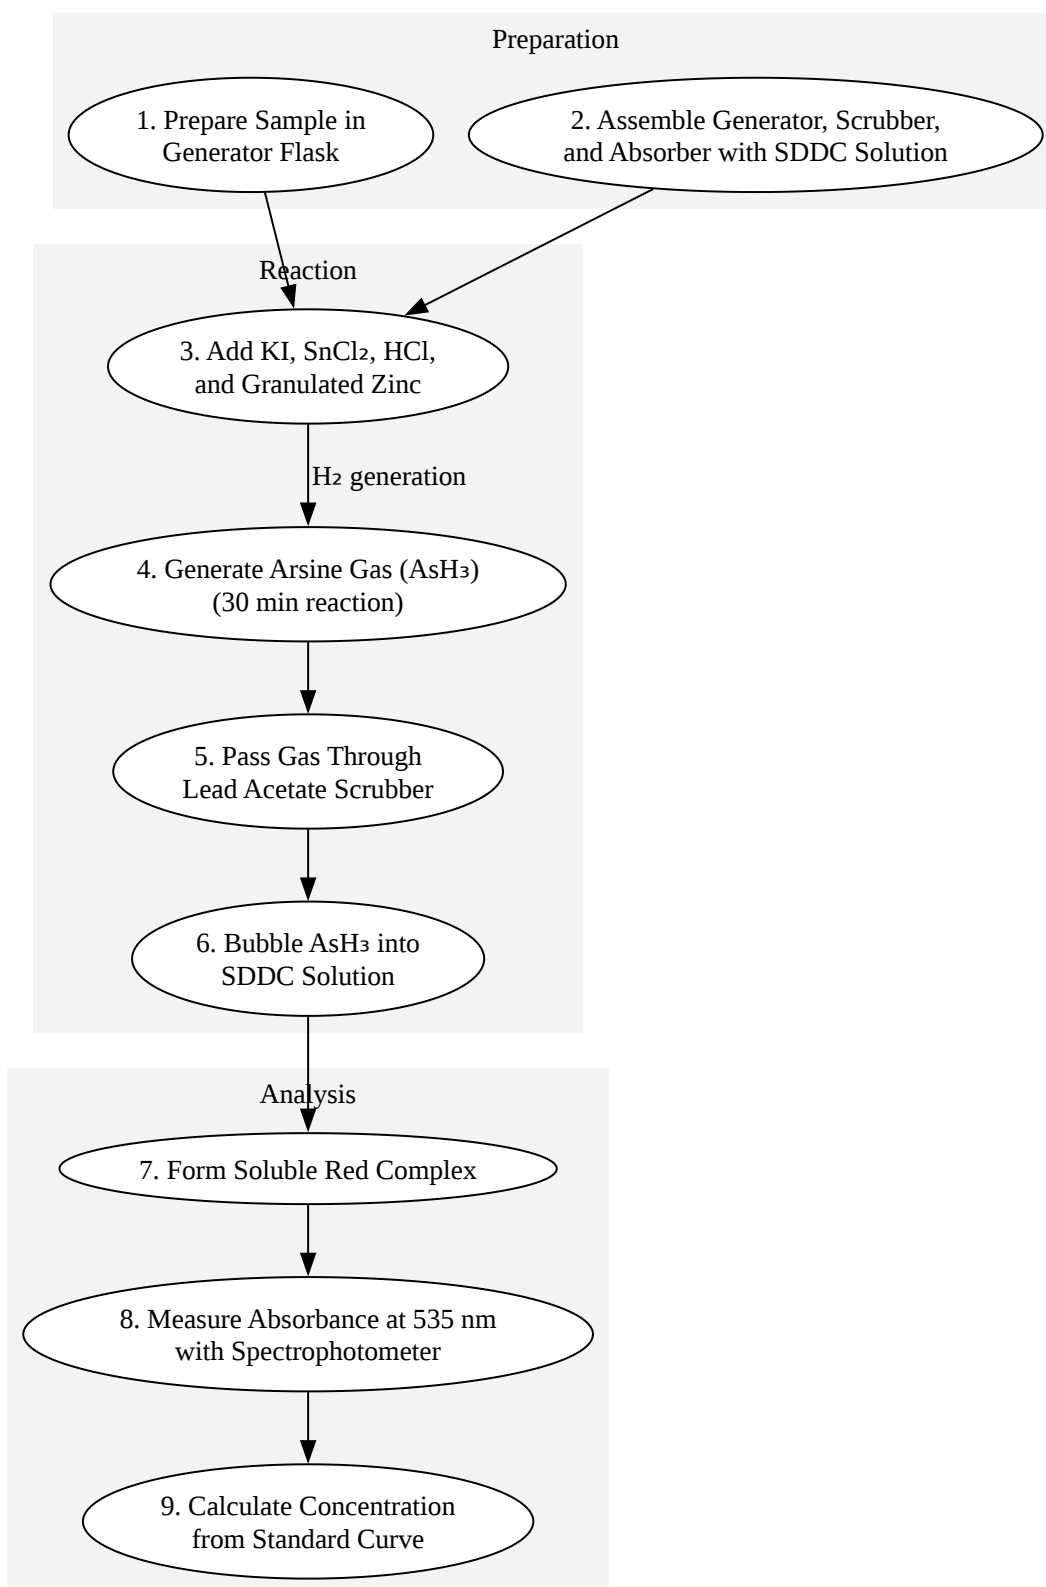 Preparation
1. Prepare Sample in
Generator Flask
2. Assemble Generator, Scrubber,
and Absorber with SDDC Solution
Reaction
3. Add KI, SnCl₂, HCl,
and Granulated Zinc
H₂ generation
4. Generate Arsine Gas (AsH₃)
(30 min reaction)
5. Pass Gas Through
Lead Acetate Scrubber
6. Bubble AsH₃ into
SDDC Solution
Analysis
7. Form Soluble Red Complex
8. Measure Absorbance at 535 nm
with Spectrophotometer
9. Calculate Concentration
from Standard Curve